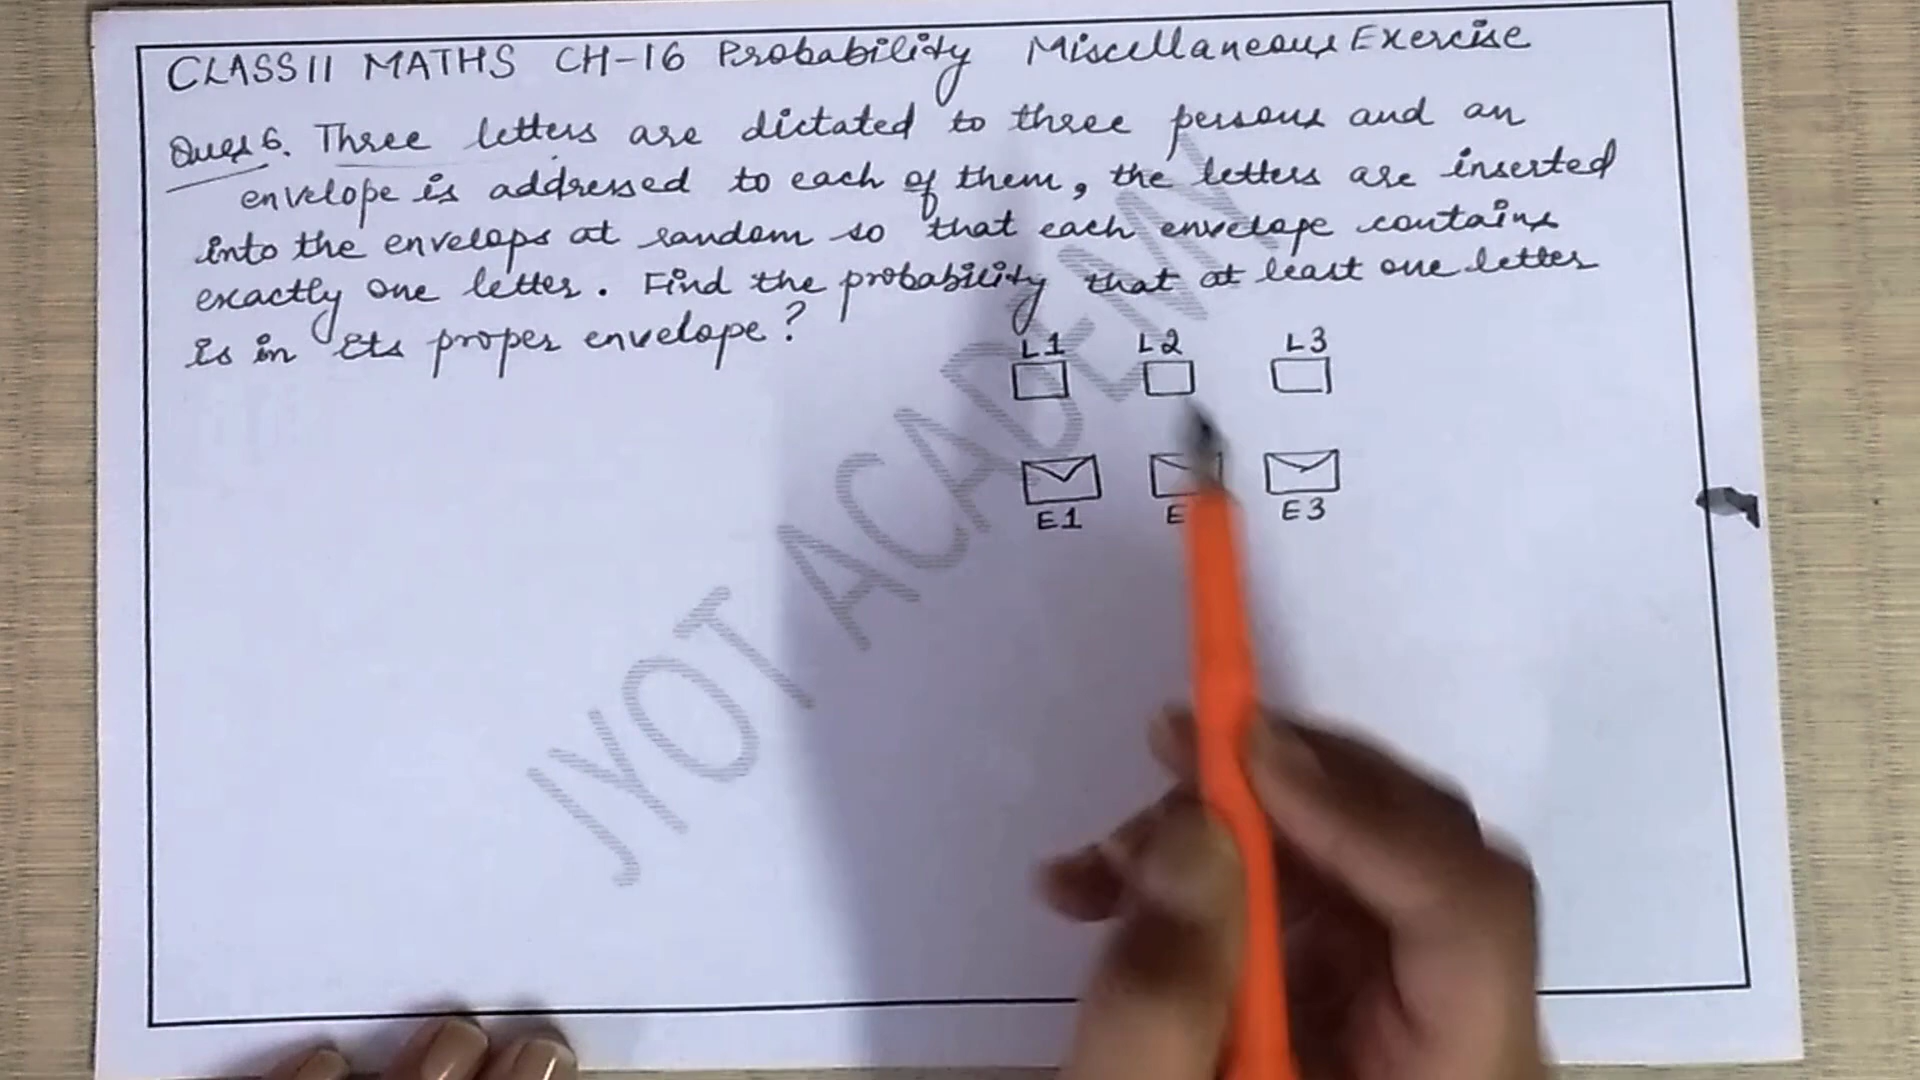 CLASS 11 MATHS CH-16 Probability Miscellaneous Exercise
Ques 6. Three letters are dictated to three persons and an
envelope is addressed to each of them, the letters are inserted
into the envelops at random so that each envelope contains
exactly one letter. Find the probability that at least one letter
is in its proper envelope?
L1 L2 L3
E1 E E3
JYOT ACADEMY